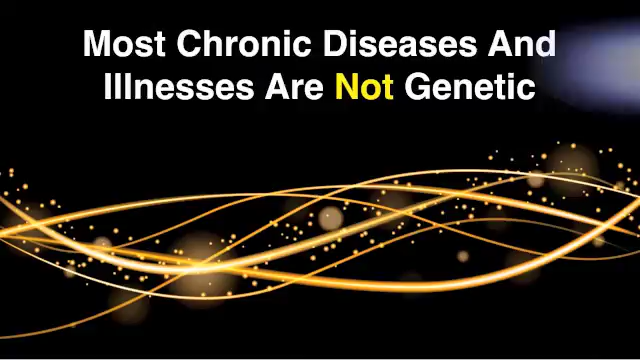 Most Chronic Diseases And
Illnesses Are Not Genetic